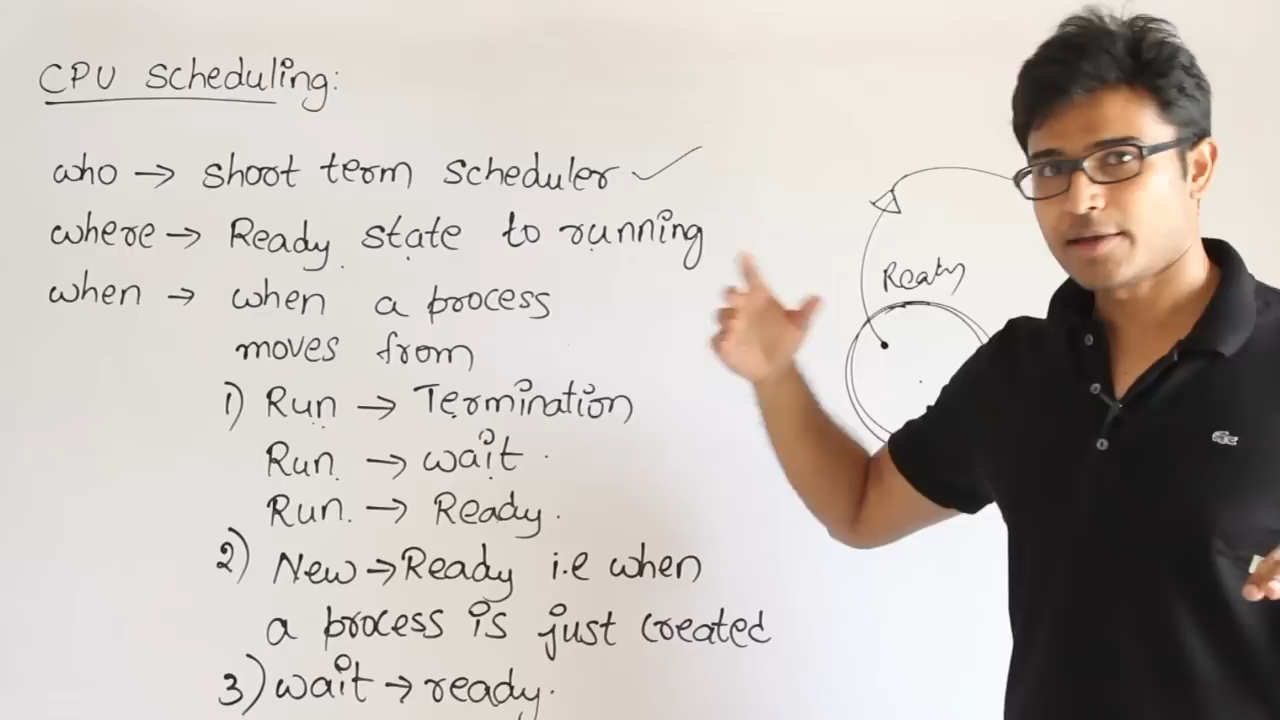 CPU Scheduling:
who → short term scheduler ✓
where → Ready state to running
when → when a process
moves from
1) Run → Termination
Run → wait
Run → Ready.
2) New → Ready i.e when
a process is just created
3) wait → ready.
Ready